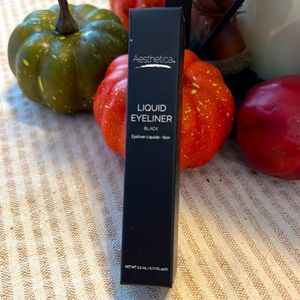 Aesthetica.
LIQUID
EYELINER
BLACK
Eyeliner Liquide - Noir
NET WT 3.2 mL / 0.11 fl.oz ℮